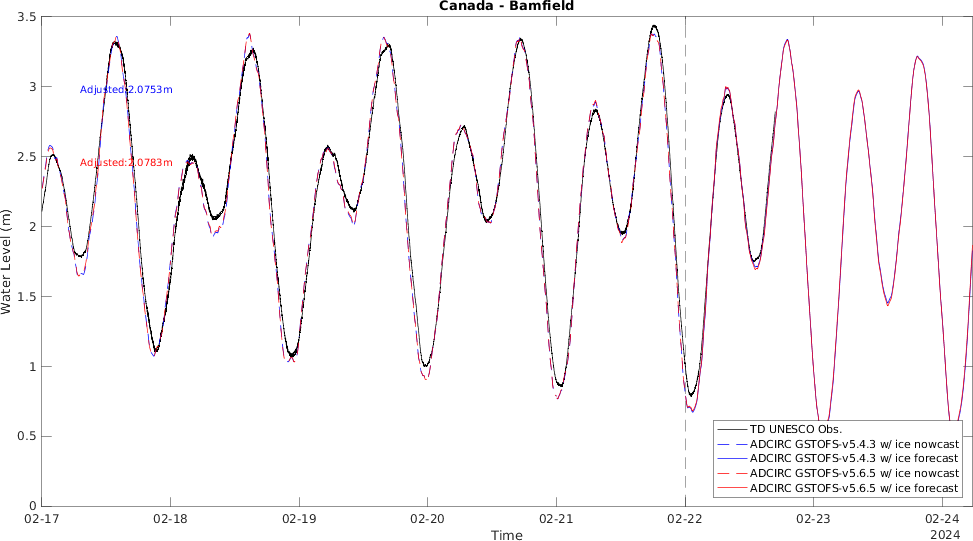 Canada - Bamfield
3.5
3
2.5
2
1.5
1
0.5
0
Water Level (m)
Adjusted:2.0753m
Adjusted:2.0783m
TD UNESCO Obs.
ADCIRC GSTOFS-v5.4.3 w/ ice nowcast
ADCIRC GSTOFS-v5.4.3 w/ ice forecast
ADCIRC GSTOFS-v5.6.5 w/ ice nowcast
ADCIRC GSTOFS-v5.6.5 w/ ice forecast
02-17 02-18 02-19 02-20 02-21 02-22 02-23 02-24
Time
2024